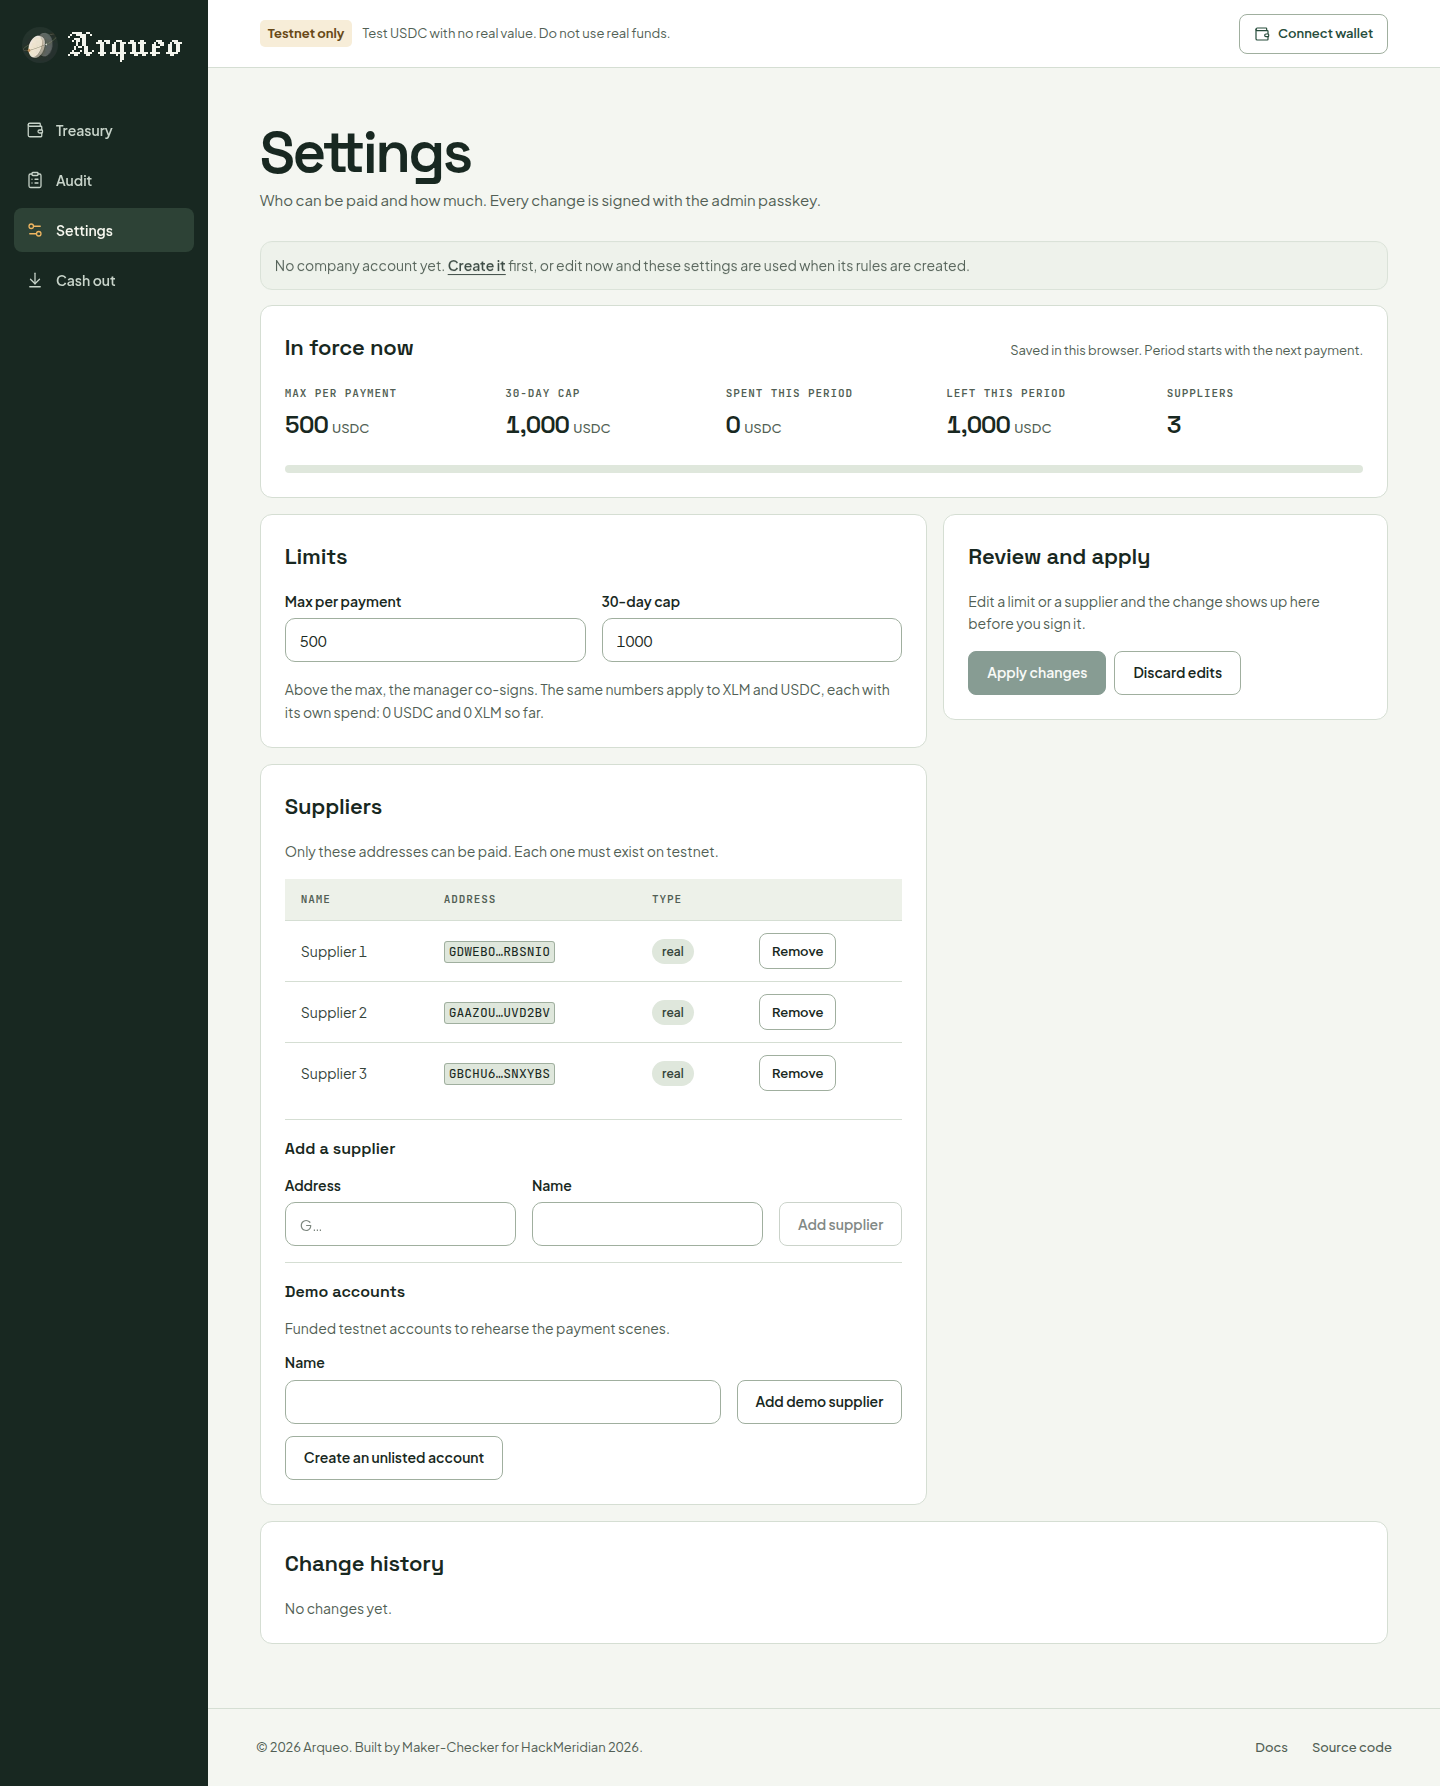 Arqueo
Treasury
Audit
Settings
Cash out
Testnet only
Test USDC with no real value. Do not use real funds.
Connect wallet
Settings
Who can be paid and how much. Every change is signed with the admin passkey.
No company account yet. Create it first, or edit now and these settings are used when its rules are created.
In force now
Saved in this browser. Period starts with the next payment.
MAX PER PAYMENT
500 USDC
30-DAY CAP
1,000 USDC
SPENT THIS PERIOD
0 USDC
LEFT THIS PERIOD
1,000 USDC
SUPPLIERS
3
Limits
Max per payment
500
30-day cap
1000
Above the max, the manager co-signs. The same numbers apply to XLM and USDC, each with
its own spend: 0 USDC and 0 XLM so far.
Review and apply
Edit a limit or a supplier and the change shows up here
before you sign it.
Apply changes
Discard edits
Suppliers
Only these addresses can be paid. Each one must exist on testnet.
NAME ADDRESS TYPE
Supplier 1 GDWEBO…RBSNIO real Remove
Supplier 2 GAAZOU…UVD2BV real Remove
Supplier 3 GBCHU6…SNXYBS real Remove
Add a supplier
Address
G…
Name
Add supplier
Demo accounts
Funded testnet accounts to rehearse the payment scenes.
Name
Add demo supplier
Create an unlisted account
Change history
No changes yet.
© 2026 Arqueo. Built by Maker-Checker for HackMeridian 2026.
Docs
Source code